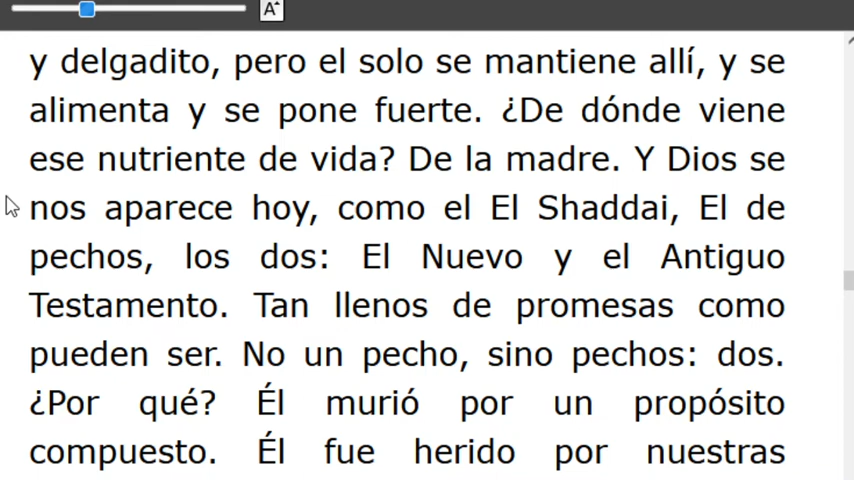 A
y delgadito, pero el solo se mantiene allí, y se
alimenta y se pone fuerte. ¿De dónde viene
ese nutriente de vida? De la madre. Y Dios se
nos aparece hoy, como el El Shaddai, El de
pechos, los dos: El Nuevo y el Antiguo
Testamento. Tan llenos de promesas como
pueden ser. No un pecho, sino pechos: dos.
¿Por qué? Él murió por un propósito
compuesto. Él fue herido por nuestras